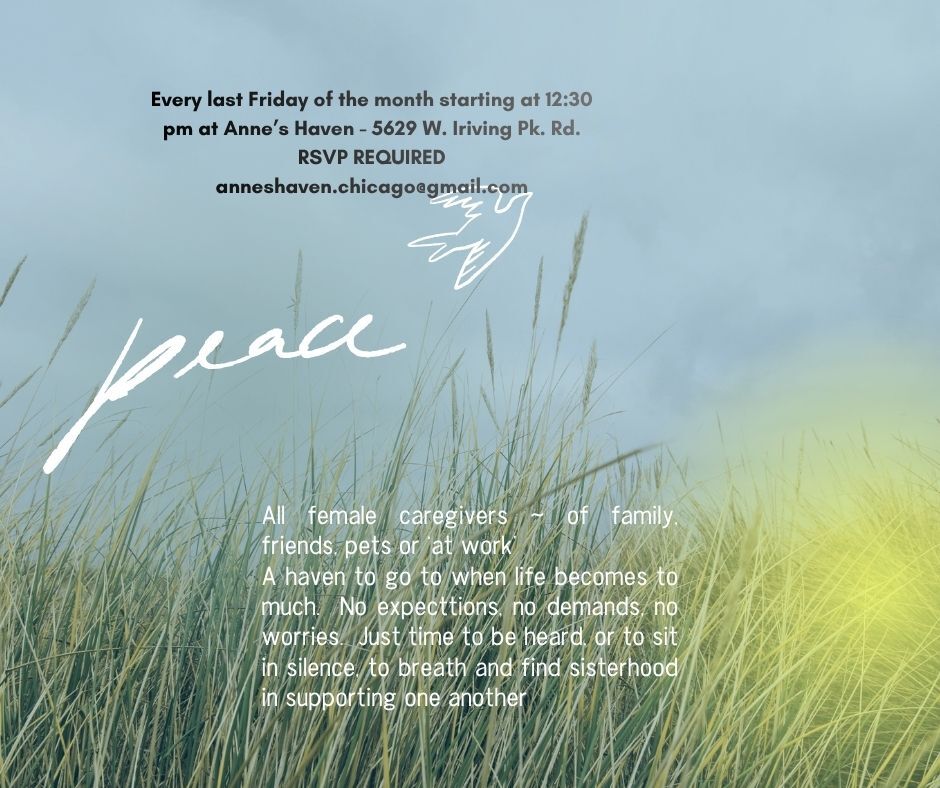 Every last Friday of the month starting at 12:30
pm at Anne's Haven - 5629 W. Iriving Pk. Rd.
RSVP REQUIRED
anneshaven.chicago@gmail.com
peace
All female caregivers ~ of family,
friends, pets or 'at work'
A haven to go to when life becomes to
much. No expecttions, no demands, no
worries. Just time to be heard, or to sit
in silence, to breath and find sisterhood
in supporting one another